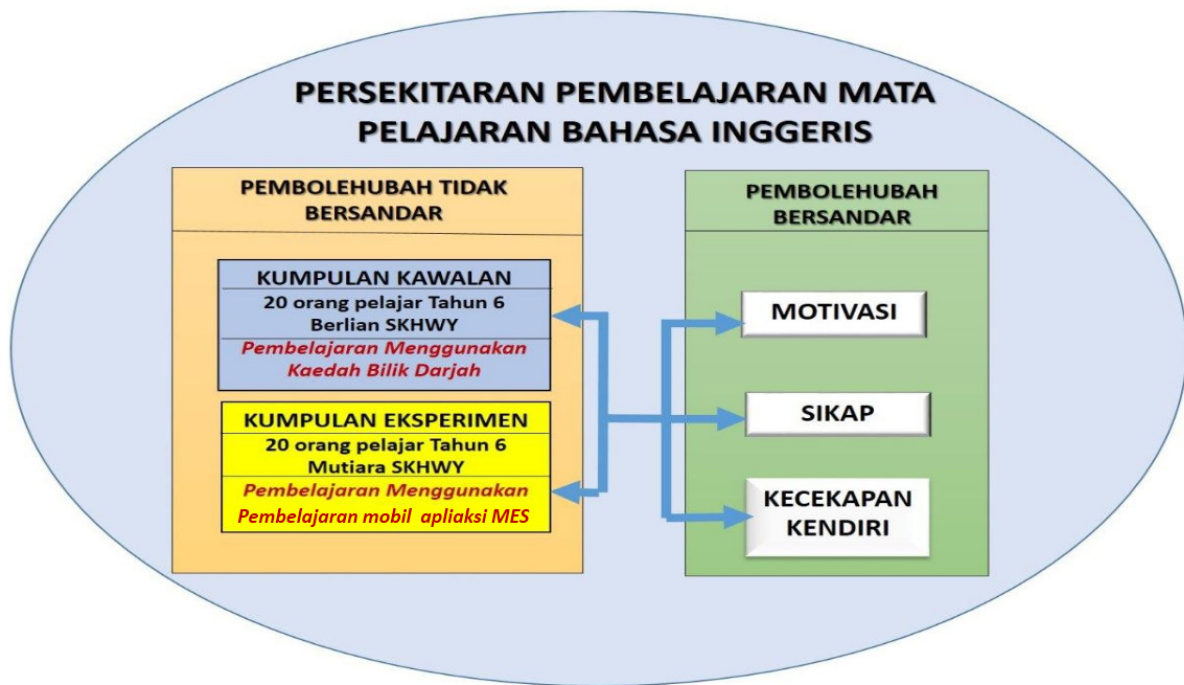 PERSEKITARAN PEMBELAJARAN MATA
PELAJARAN BAHASA INGGERIS
PEMBOLEHUBAH TIDAK
BERSANDAR
KUMPULAN KAWALAN
20 orang pelajar Tahun 6
Berlian SKHWY
Pembelajaran Menggunakan
Kaedah Bilik Darjah
KUMPULAN EKSPERIMEN
20 orang pelajar Tahun 6
Mutiara SKHWY
Pembelajaran Menggunakan
Pembelajaran mobil apliaksi MES
PEMBOLEHUBAH
BERSANDAR
MOTIVASI
SIKAP
KECEKAPAN
KENDIRI